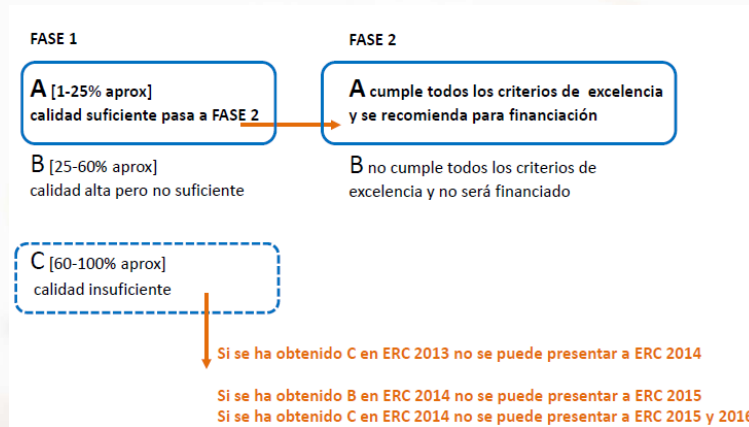 FASE 1
FASE 2
A [1-25% aprox]
calidad suficiente pasa a FASE 2
A cumple todos los criterios de excelencia
y se recomienda para financiación
B [25-60% aprox]
calidad alta pero no suficiente
B no cumple todos los criterios de
excelencia y no será financiado
C [60-100% aprox]
calidad insuficiente
Si se ha obtenido C en ERC 2013 no se puede presentar a ERC 2014
Si se ha obtenido B en ERC 2014 no se puede presentar a ERC 2015
Si se ha obtenido C en ERC 2014 no se puede presentar a ERC 2015 y 2016